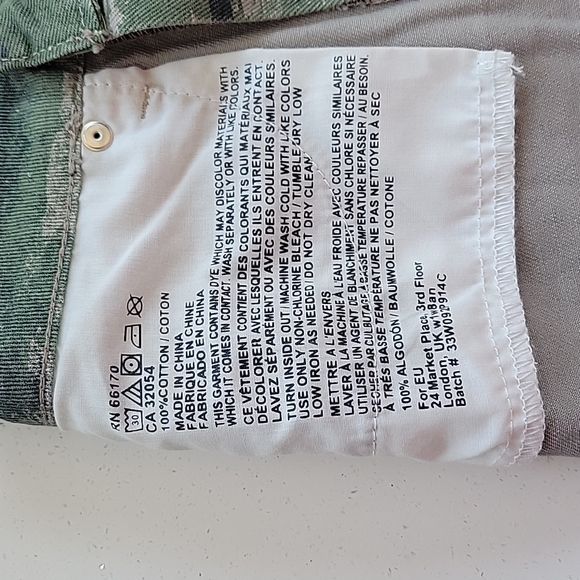 RN 66170
30
CA 32054
100%COTTON / COTON
MADE IN CHINA
FABRIQUE EN CHINE
FABRICADO EN CHINA
THIS GARMENT CONTAINS DYE WHICH MAY DISCOLOR MATERIALS WITH
WHICH IT COMES IN CONTACT. WASH SEPARATELY OR WITH LIKE COLORS.
CE VÊTEMENT CONTIENT DES COLORANTS QUI MATÉRIAUX
DÉCOLORER AVEC LESQUELLES ILS ENTRENT EN CONTACT.
LAVEZ SÉPARÉMENT OU AVEC DES COULEURS SIMILAIRES.
TURN INSIDE OUT / MACHINE WASH COLD WITH LIKE COLORS
USE ONLY NON-CHLORINE BLEACH / TUMBLE DRY LOW
LOW IRON AS NEEDED DO NOT DRY CLEAN
METTRE A L'ENVERS
LAVER À LA MACHINE À L'EAU FROIDE AVEC COULEURS SIMILAIRES
UTILISER UN AGENT DE BLANCHIMENT SANS CHLORE SI NÉCESSAIRE
SÉCHER PAR CULBUTAGE À BASSE TEMPÉRATURE REPASSER / AU BESOIN.
À TRÈS BASSE TEMPÉRATURE NE PAS NETTOYER À SEC
100% ALGODÓN / BAUMWOLLE / COTONE
For EU
24 Market Place, 3rd Floor
London, UK
Batch #